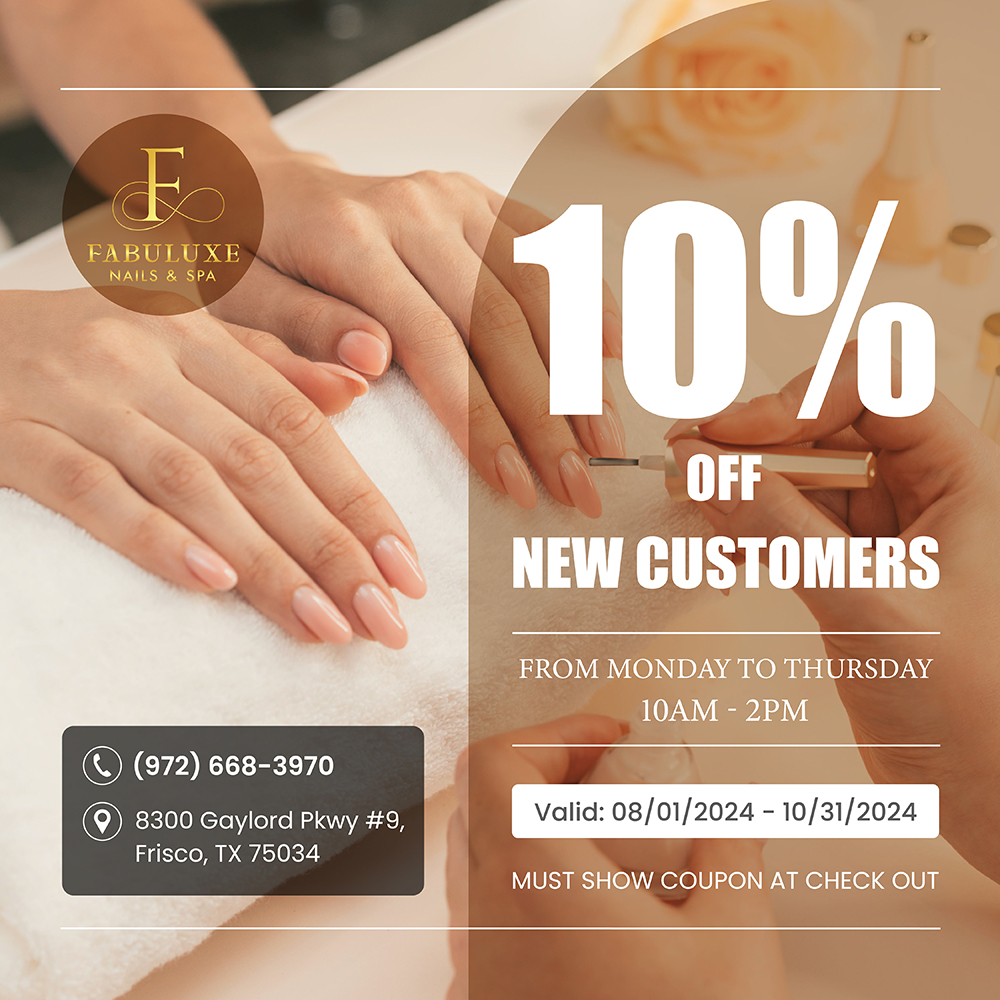 F
FABULUXE
NAILS & SPA
10%
OFF
NEW CUSTOMERS
FROM MONDAY TO THURSDAY
10AM - 2PM
Valid: 08/01/2024 - 10/31/2024
MUST SHOW COUPON AT CHECK OUT
(972) 668-3970
8300 Gaylord Pkwy #9,
Frisco, TX 75034